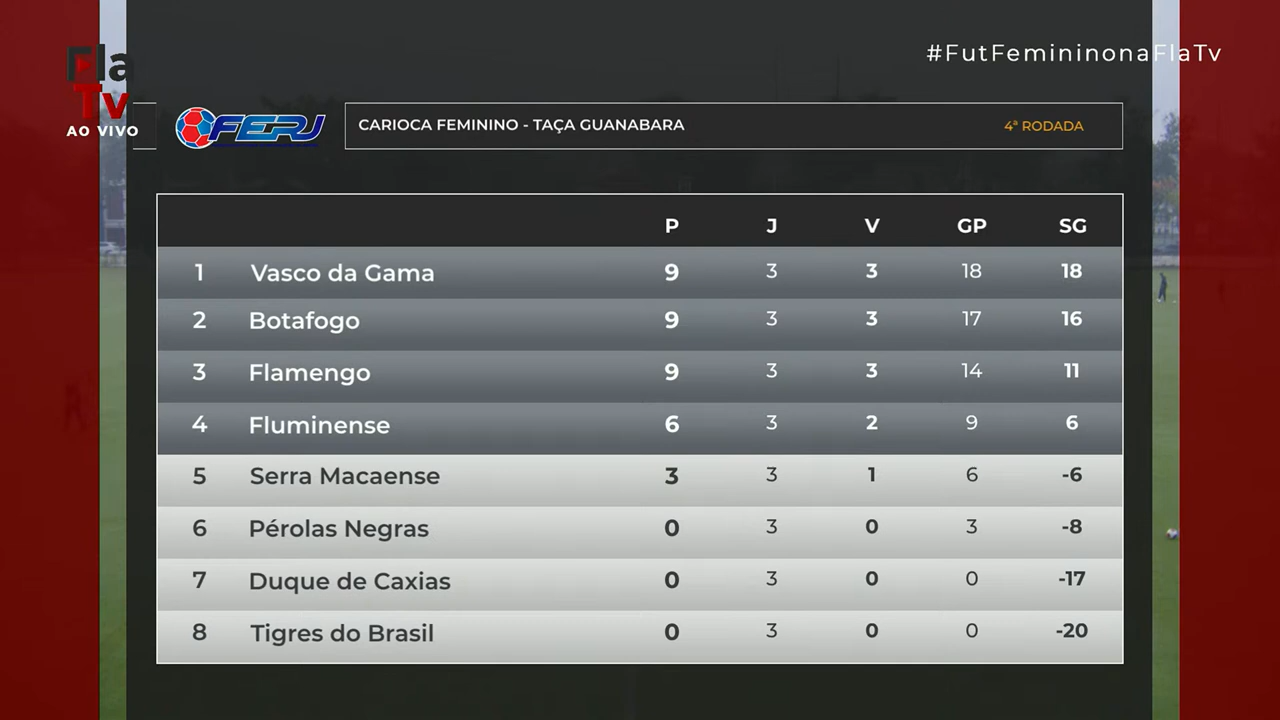 Fla
Tv
AO VIVO
#FutFemininonaFlaTv
FERJ
CARIOCA FEMININO - TAÇA GUANABARA 4ª RODADA
P J V GP SG
1 Vasco da Gama 9 3 3 18 18
2 Botafogo 9 3 3 17 16
3 Flamengo 9 3 3 14 11
4 Fluminense 6 3 2 9 6
5 Serra Macaense 3 3 1 6 -6
6 Pérolas Negras 0 3 0 3 -8
7 Duque de Caxias 0 3 0 0 -17
8 Tigres do Brasil 0 3 0 0 -20